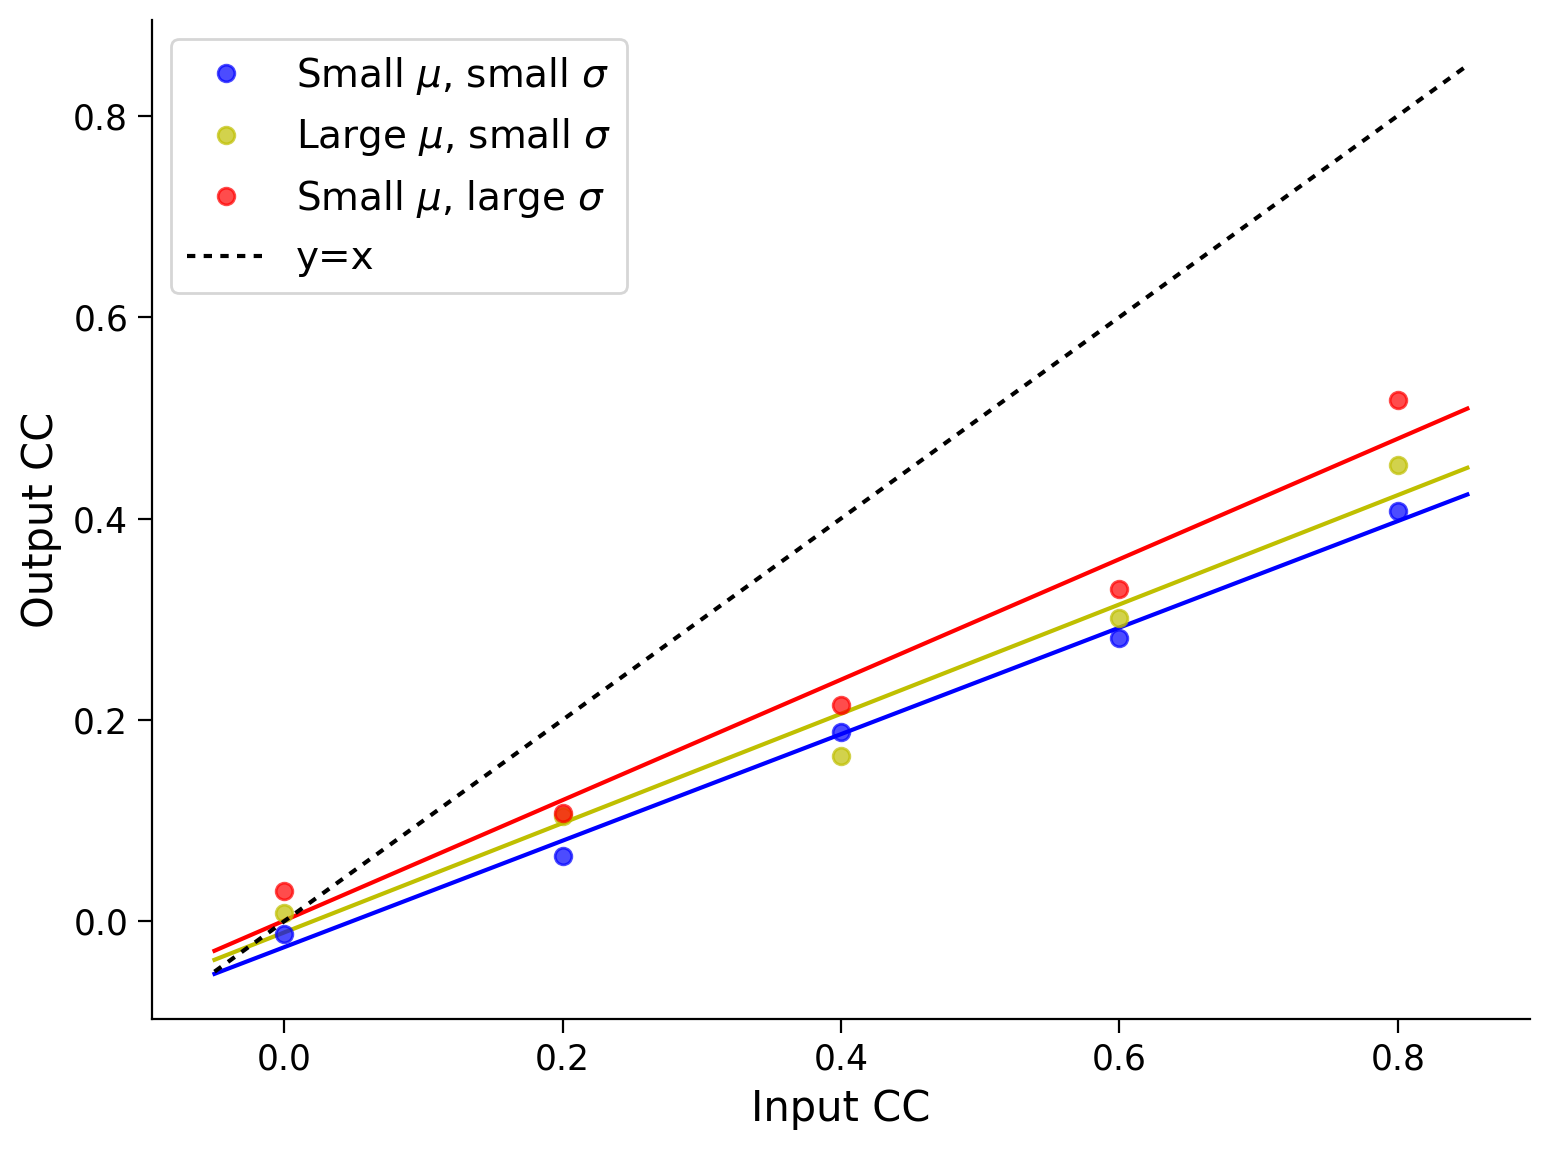 Small μ, small σ
Large μ, small σ
Small μ, large σ
y=x
0.8
0.6
0.4
0.2
0.0
Output CC
0.0 0.2 0.4 0.6 0.8
Input CC